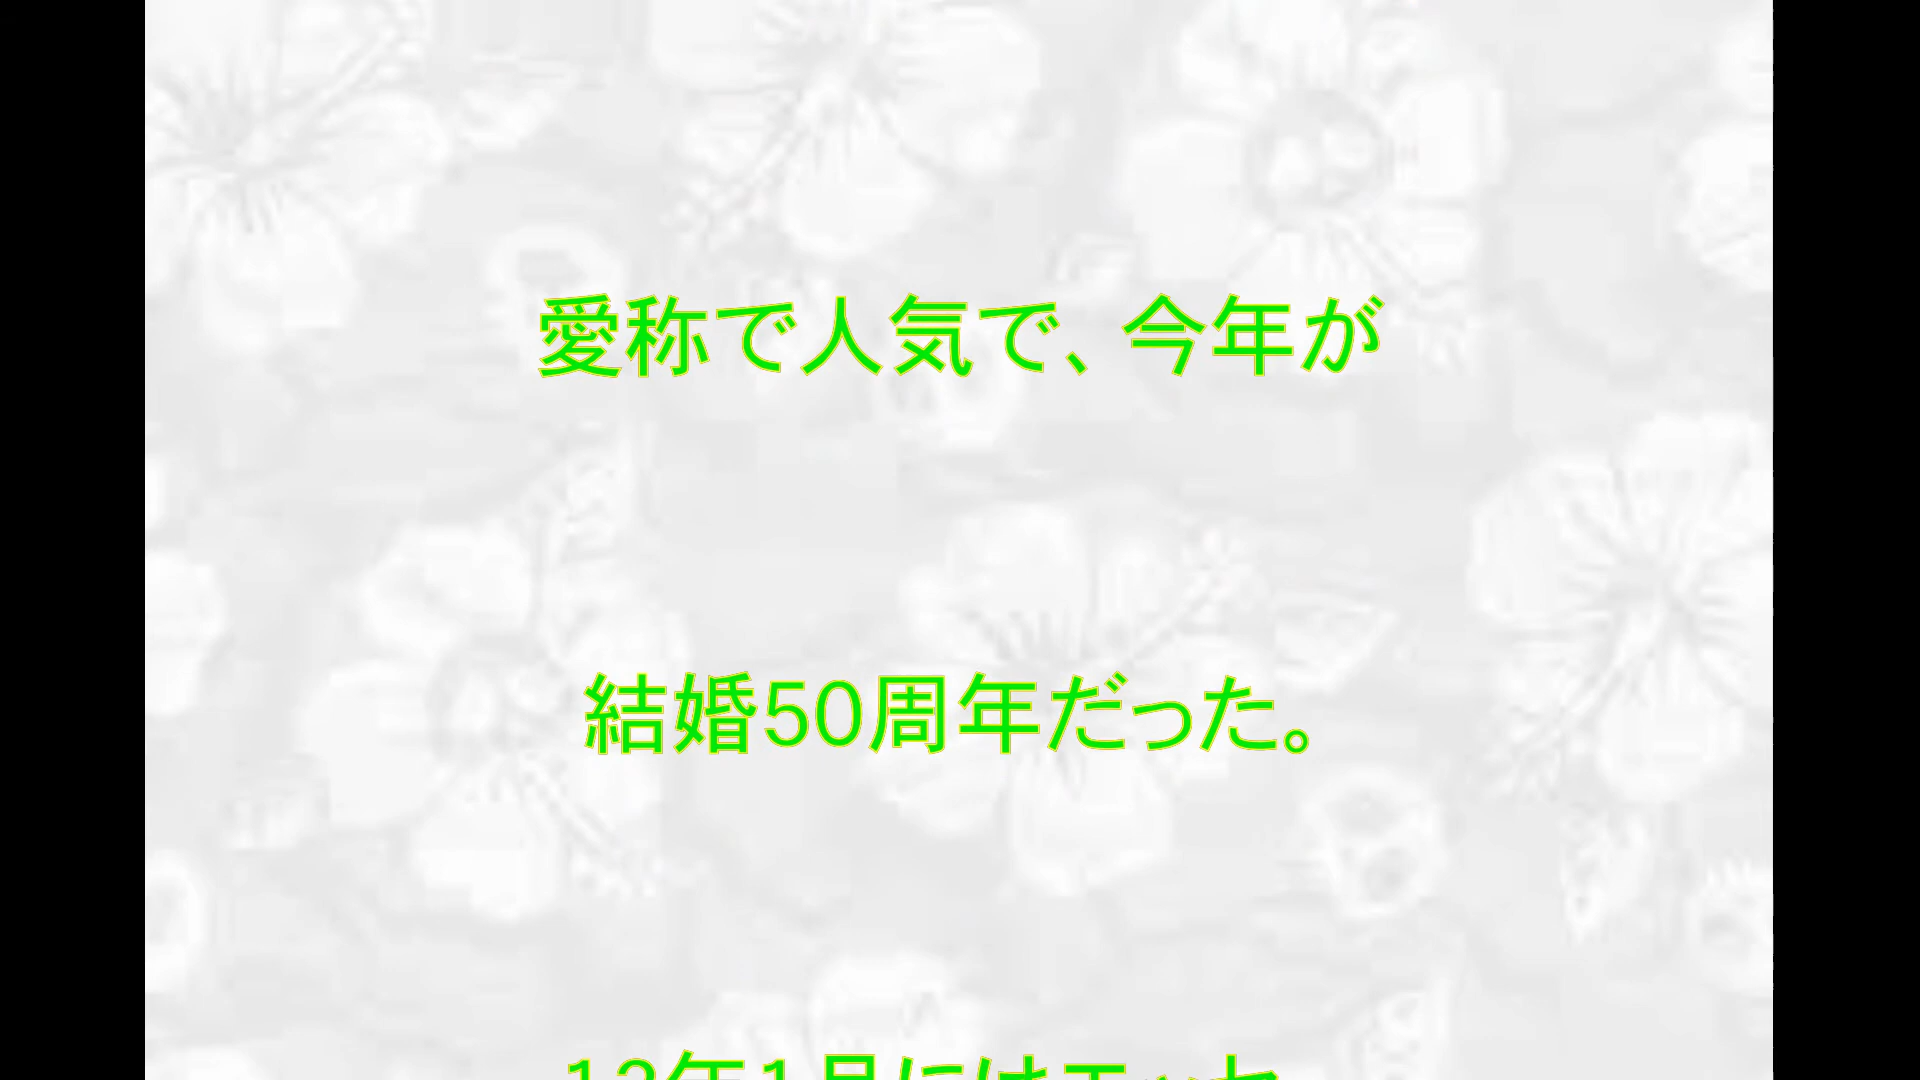 愛称で人気で、今年が
結婚50周年だった。